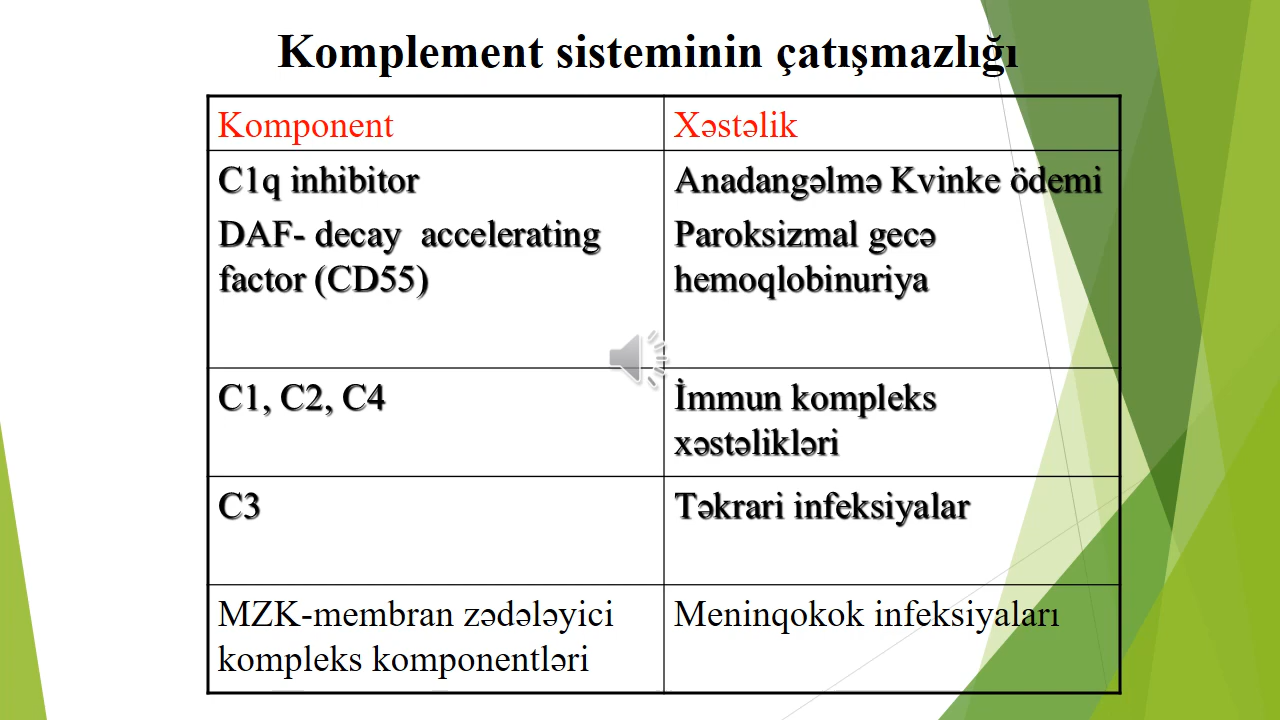 Komplement sisteminin çatışmazlığı
Komponent
Xəstəlik
C1q inhibitor
DAF- decay  accelerating
factor (CD55)
Anadangəlmə Kvinke ödemi
Paroksizmal gecə
hemoqlobinuriya
C1, C2, C4
İmmun kompleks
xəstəlikləri
C3
Təkrari infeksiyalar
MZK-membran zədələyici
kompleks komponentləri
Meninqokok infeksiyaları